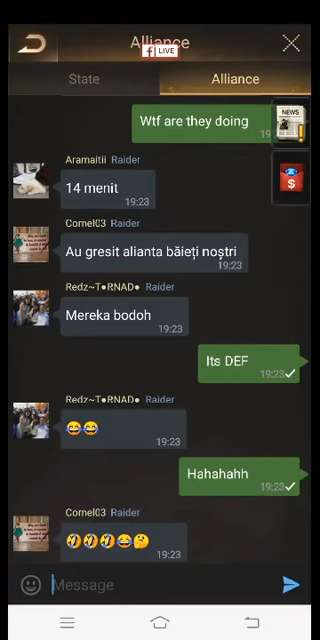 Alliance
f LIVE
State
Alliance
Wtf are they doing
NEWS
19:
Aramaitii Raider
14 menit
19:23
Cornel03 Raider
Au gresit alianta băieți noștri
19:23
Redz~T●RNAD● Raider
Mereka bodoh
19:23
Its DEF
19:23
Redz~T●RNAD● Raider
😂😂
19:23
Hahahahh
19:23
Cornel03 Raider
🤣🤣🤣😂🤔
19:23
Message